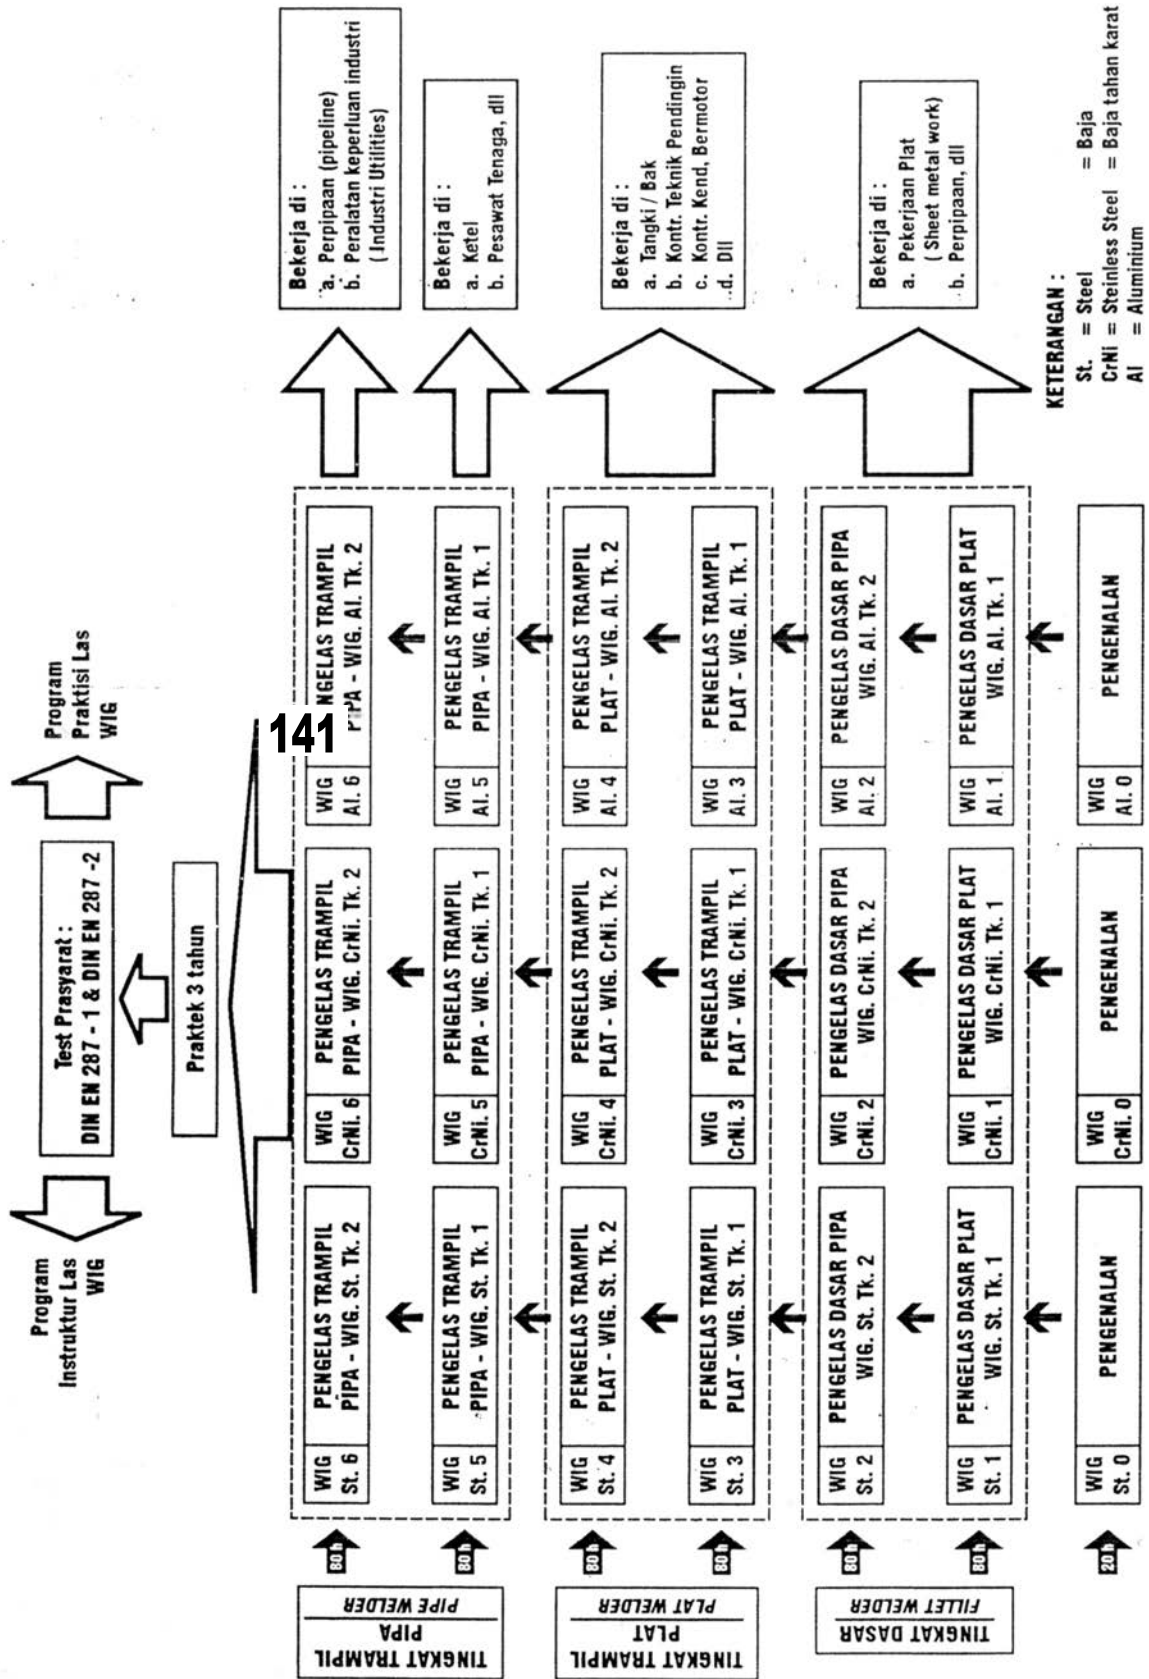 Program
Instruktur Las
WIG
Test Prasyarat :
DIN EN 287 - 1 & DIN EN 287 -2
Program
Praktisi Las
WIG
Praktek 3 tahun
141
TINGKAT TRAMPIL
PIPA
PIPE WELDER
80 h
WIG
St. 6
PENGELAS TRAMPIL
PIPA - WIG. St. Tk. 2
WIG
CrNi. 6
PENGELAS TRAMPIL
PIPA - WIG. CrNi. Tk. 2
WIG
Al. 6
NGELAS TRAMPIL
PIPA - WIG. Al. Tk. 2
Bekerja di :
a. Perpipaan (pipeline)
b. Peralatan keperluan industri
( Industri Utilities)
80 h
WIG
St. 5
PENGELAS TRAMPIL
PIPA - WIG. St. Tk. 1
WIG
CrNi. 5
PENGELAS TRAMPIL
PIPA - WIG. CrNi. Tk. 1
WIG
Al. 5
PENGELAS TRAMPIL
PIPA - WIG. Al. Tk. 1
Bekerja di :
a. Ketel
b. Pesawat Tenaga, dll
TINGKAT TRAMPIL
PLAT
PLAT WELDER
80 h
WIG
St. 4
PENGELAS TRAMPIL
PLAT - WIG. St. Tk. 2
WIG
CrNi. 4
PENGELAS TRAMPIL
PLAT - WIG. CrNi. Tk. 2
WIG
Al. 4
PENGELAS TRAMPIL
PLAT - WIG. Al. Tk. 2
80 h
WIG
St. 3
PENGELAS TRAMPIL
PLAT - WIG. St. Tk. 1
WIG
CrNi. 3
PENGELAS TRAMPIL
PLAT - WIG. CrNi. Tk. 1
WIG
Al. 3
PENGELAS TRAMPIL
PLAT - WIG. Al. Tk. 1
Bekerja di :
a. Tangki / Bak
b. Kontr. Teknik Pendingin
c. Kontr. Kend, Bermotor
d. Dll
TINGKAT DASAR
FILLET WELDER
80 h
WIG
St. 2
PENGELAS DASAR PIPA
WIG. St. Tk. 2
WIG
CrNi. 2
PENGELAS DASAR PIPA
WIG. CrNi. Tk. 2
WIG
Al. 2
PENGELAS DASAR PIPA
WIG. Al. Tk. 2
80 h
WIG
St. 1
PENGELAS DASAR PLAT
WIG. St. Tk. 1
WIG
CrNi. 1
PENGELAS DASAR PLAT
WIG. CrNi. Tk. 1
WIG
Al. 1
PENGELAS DASAR PLAT
WIG. Al. Tk. 1
Bekerja di :
a. Pekerjaan Plat
( Sheet metal work)
b. Perpipaan, dll
20 h
WIG
St. 0
PENGENALAN
WIG
CrNi. 0
PENGENALAN
WIG
Al. 0
PENGENALAN
KETERANGAN :
St. = Steel = Baja
CrNi = Steinless Steel = Baja tahan karat
Al = Aluminium